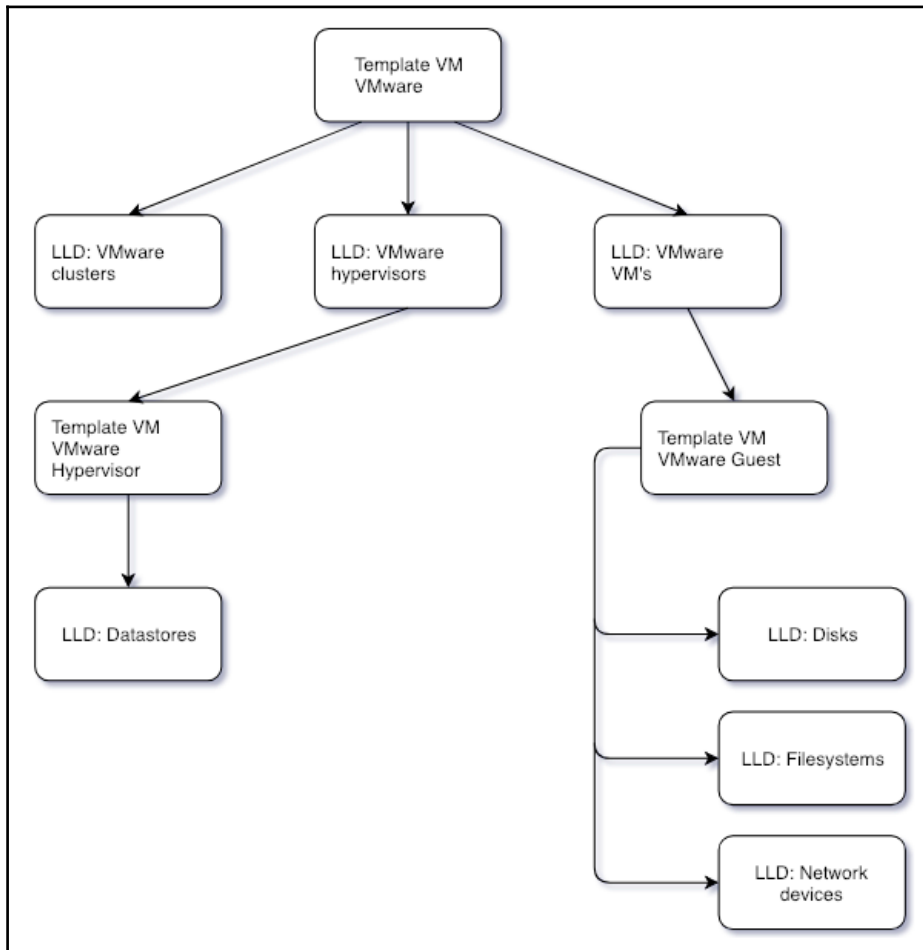 Template VM
VMware
LLD: VMware
clusters
LLD: VMware
hypervisors
LLD: VMware
VM's
Template VM
VMware
Hypervisor
Template VM
VMware Guest
LLD: Datastores
LLD: Disks
LLD: Filesystems
LLD: Network
devices